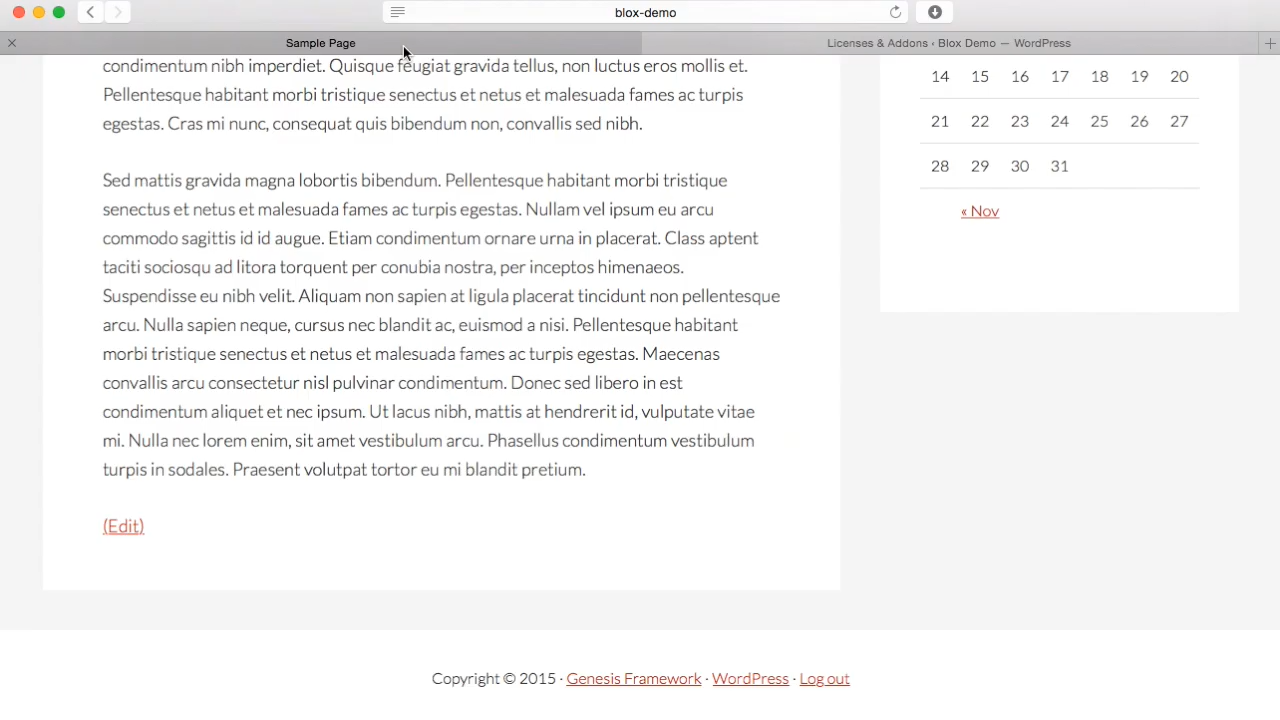 blox-demo
Sample Page
Licenses & Addons ‹ Blox Demo — WordPress
condimentum nibh imperdiet. Quisque feugiat gravida tellus, non luctus eros mollis et.
Pellentesque habitant morbi tristique senectus et netus et malesuada fames ac turpis
egestas. Cras mi nunc, consequat quis bibendum non, convallis sed nibh.
Sed mattis gravida magna lobortis bibendum. Pellentesque habitant morbi tristique
senectus et netus et malesuada fames ac turpis egestas. Nullam vel ipsum eu arcu
commodo sagittis id id augue. Etiam condimentum ornare urna in placerat. Class aptent
taciti sociosqu ad litora torquent per conubia nostra, per inceptos himenaeos.
Suspendisse eu nibh velit. Aliquam non sapien at ligula placerat tincidunt non pellentesque
arcu. Nulla sapien neque, cursus nec blandit ac, euismod a nisi. Pellentesque habitant
morbi tristique senectus et netus et malesuada fames ac turpis egestas. Maecenas
convallis arcu consectetur nisl pulvinar condimentum. Donec sed libero in est
condimentum aliquet et nec ipsum. Ut lacus nibh, mattis at hendrerit id, vulputate vitae
mi. Nulla nec lorem enim, sit amet vestibulum arcu. Phasellus condimentum vestibulum
turpis in sodales. Praesent volutpat tortor eu mi blandit pretium.
(Edit)
14 15 16 17 18 19 20
21 22 23 24 25 26 27
28 29 30 31
« Nov
Copyright © 2015 · Genesis Framework · WordPress · Log out